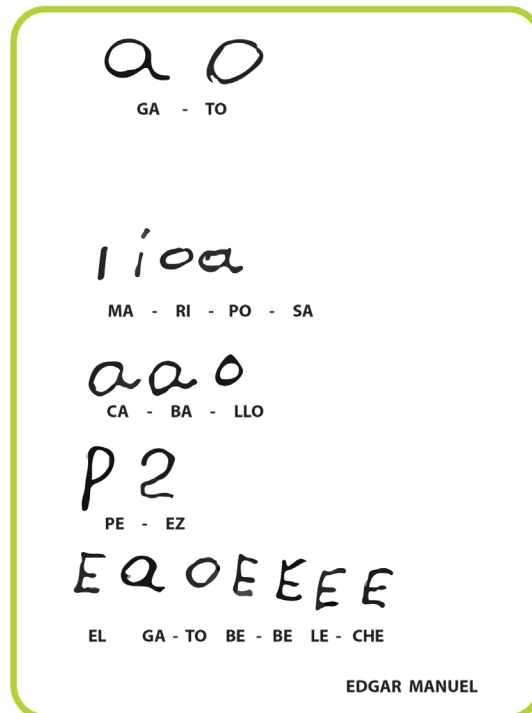 a o
GA - TO
I i o a
MA - RI - PO - SA
a a o
CA - BA - LLO
P 2
PE - EZ
E a o E E E E
EL GA - TO BE - BE LE - CHE
EDGAR MANUEL